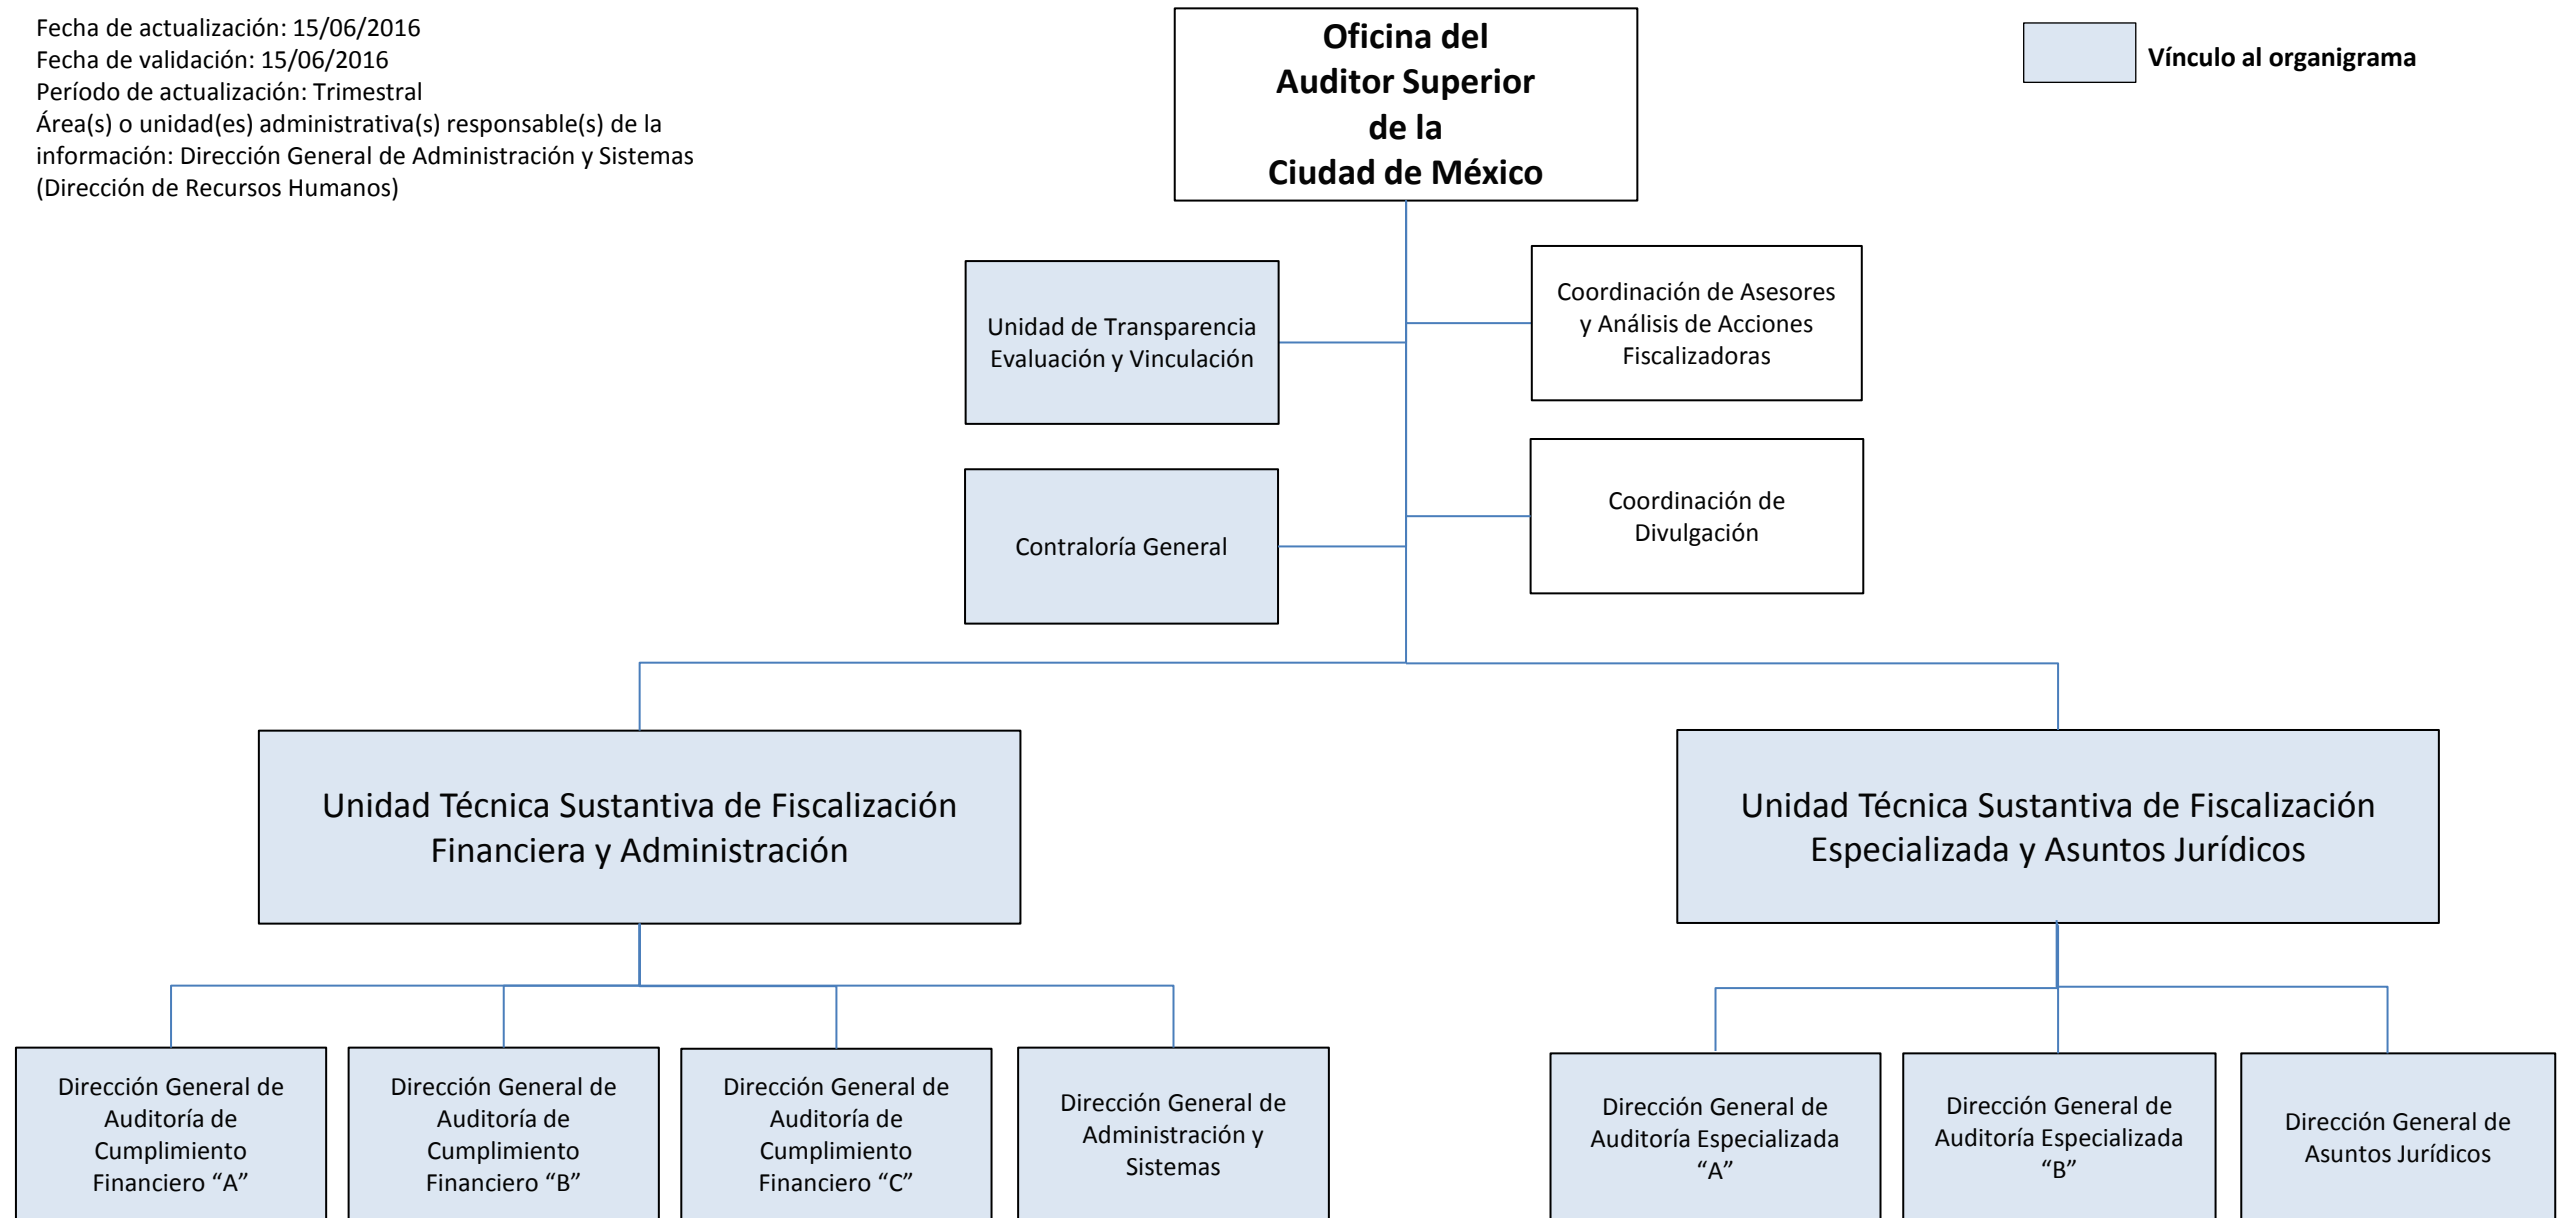 Fecha de actualización: 15/06/2016
Fecha de validación: 15/06/2016
Período de actualización: Trimestral
Área(s) o unidad(es) administrativa(s) responsable(s) de la
información: Dirección General de Administración y Sistemas
(Dirección de Recursos Humanos)
Oficina del
Auditor Superior
de la
Ciudad de México
Vínculo al organigrama
Unidad de Transparencia
Evaluación y Vinculación
Coordinación de Asesores
y Análisis de Acciones
Fiscalizadoras
Contraloría General
Coordinación de
Divulgación
Unidad Técnica Sustantiva de Fiscalización
Financiera y Administración
Unidad Técnica Sustantiva de Fiscalización
Especializada y Asuntos Jurídicos
Dirección General de
Auditoría de
Cumplimiento
Financiero “A”
Dirección General de
Auditoría de
Cumplimiento
Financiero “B”
Dirección General de
Auditoría de
Cumplimiento
Financiero “C”
Dirección General de
Administración y
Sistemas
Dirección General de
Auditoría Especializada
“A”
Dirección General de
Auditoría Especializada
“B”
Dirección General de
Asuntos Jurídicos